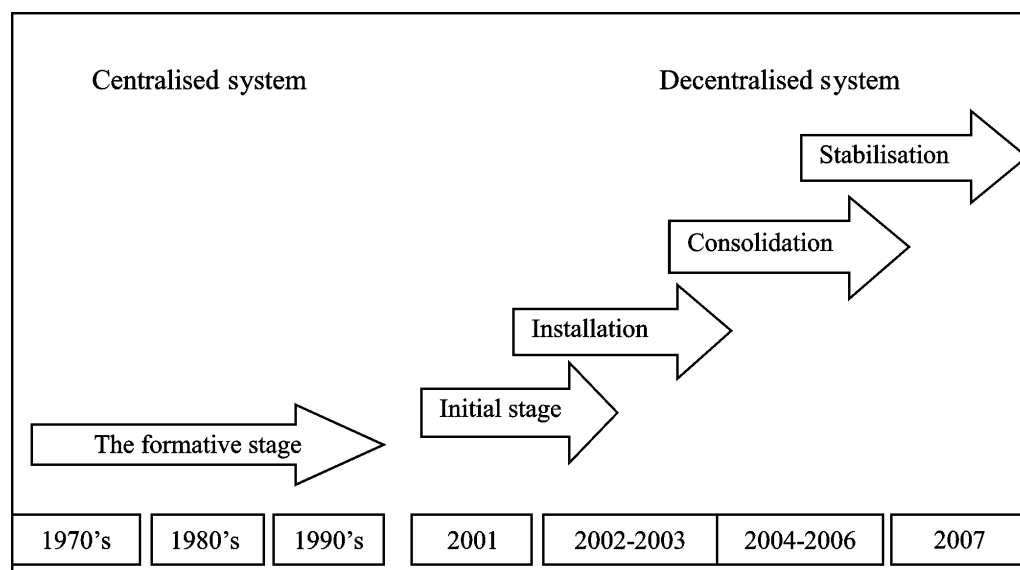 Centralised system
Decentralised system
Stabilisation
Consolidation
Installation
Initial stage
The formative stage
1970’s
1980’s
1990’s
2001
2002-2003
2004-2006
2007